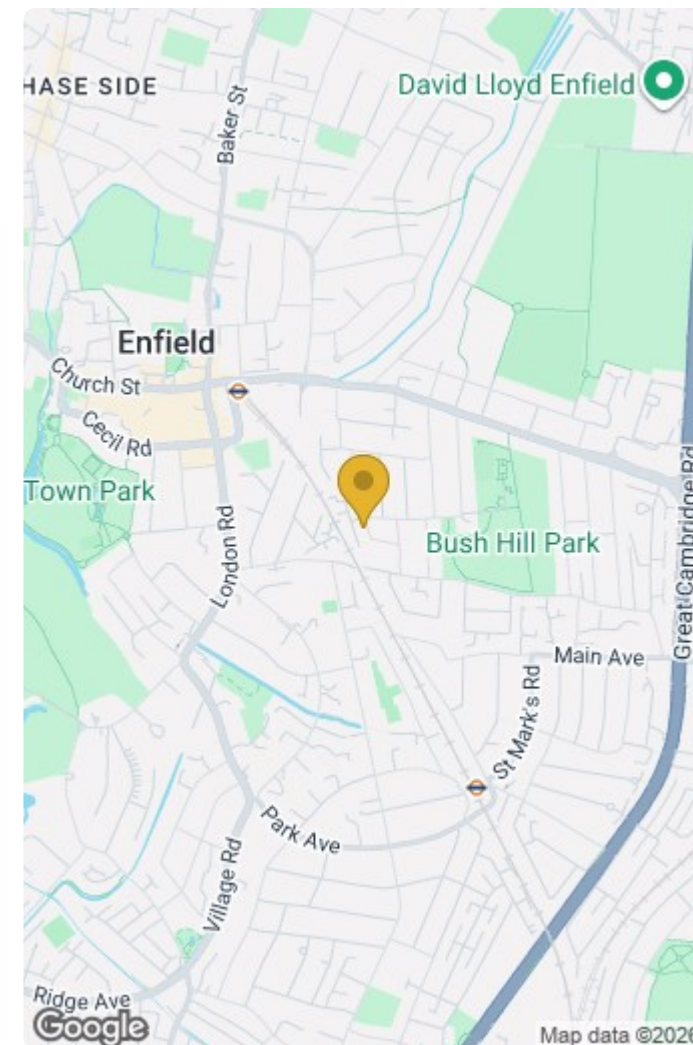 HASE SIDE
Baker St
David Lloyd Enfield
Enfield
Church St
Cecil Rd
Town Park
London Rd
Bush Hill Park
Great Cambridge Rd
Main Ave
St Mark's Rd
Park Ave
Village Rd
Ridge Ave
Google
Map data ©2026